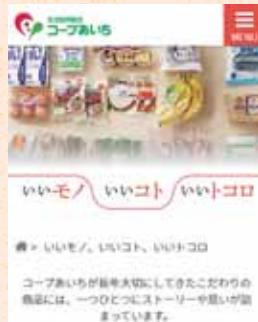 コープあいち
MENU
いいモノ いいコト いいトコロ
> いいモノ、いいコト、いいトコロ
コープあいちが長年大切にしてきたこだわりの
商品には、一つひとつにストーリーや思いが詰
まっています。